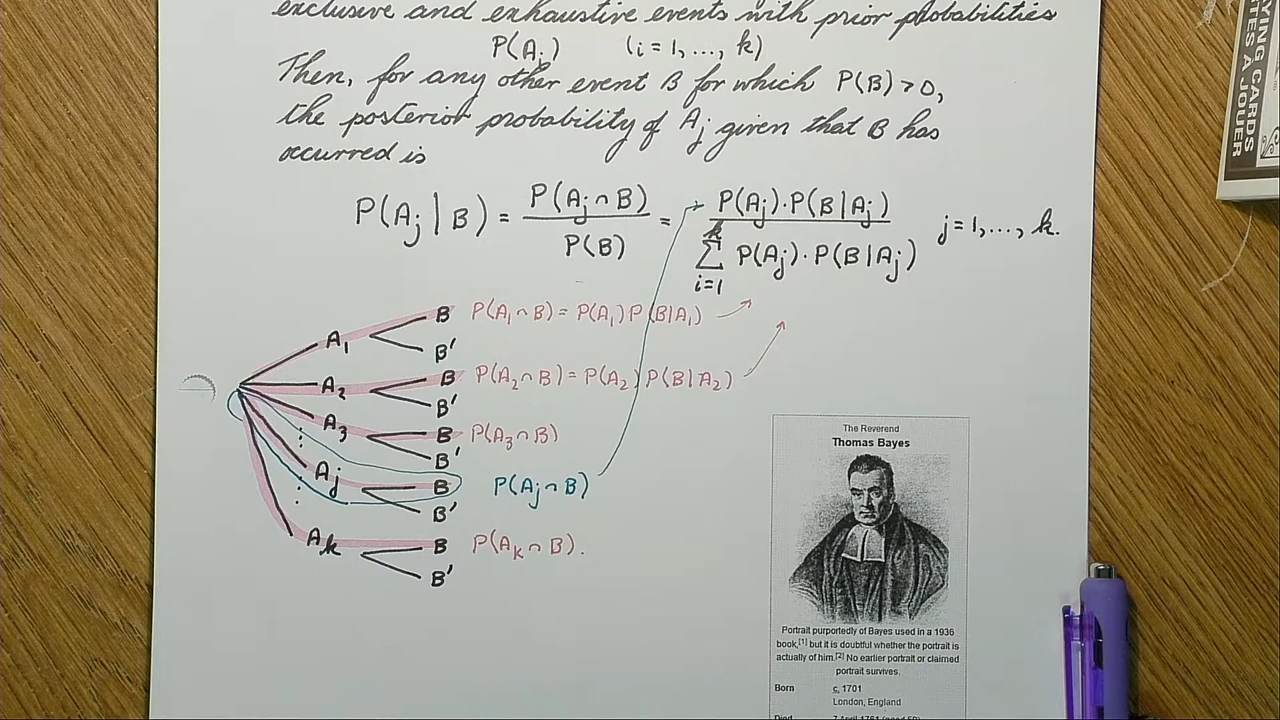 exclusive and exhaustive events with prior probabilities
P(Ai) (i = 1, ..., k)
Then, for any other event B for which P(B) > 0,
the posterior probability of Aj given that B has
occurred is
P(Aj | B) = P(Aj ∩ B) / P(B) = P(Aj)·P(B|Aj) / k Σ i=1 P(Aj)·P(B|Aj) j = 1, ..., k.
A1 B P(A1 ∩ B) = P(A1) P(B|A1)
B'
A2 B P(A2 ∩ B) = P(A2) P(B|A2)
B'
A3 B P(A3 ∩ B)
B'
⋮
Aj B P(Aj ∩ B)
B'
⋮
Ak B P(Ak ∩ B).
B'
The Reverend
Thomas Bayes
Portrait purportedly of Bayes used in a 1936
book,[1] but it is doubtful whether the portrait is
actually of him.[2] No earlier portrait or claimed
portrait survives.
Born c. 1701
London, England
YING CARDS
TES A JOUER